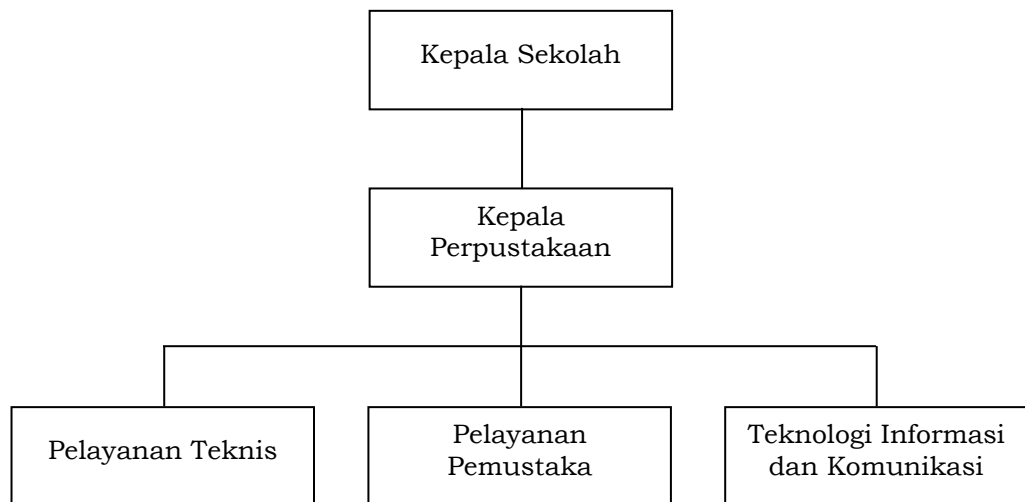 Kepala Sekolah
Kepala
Perpustakaan
Pelayanan Teknis
Pelayanan
Pemustaka
Teknologi Informasi
dan Komunikasi